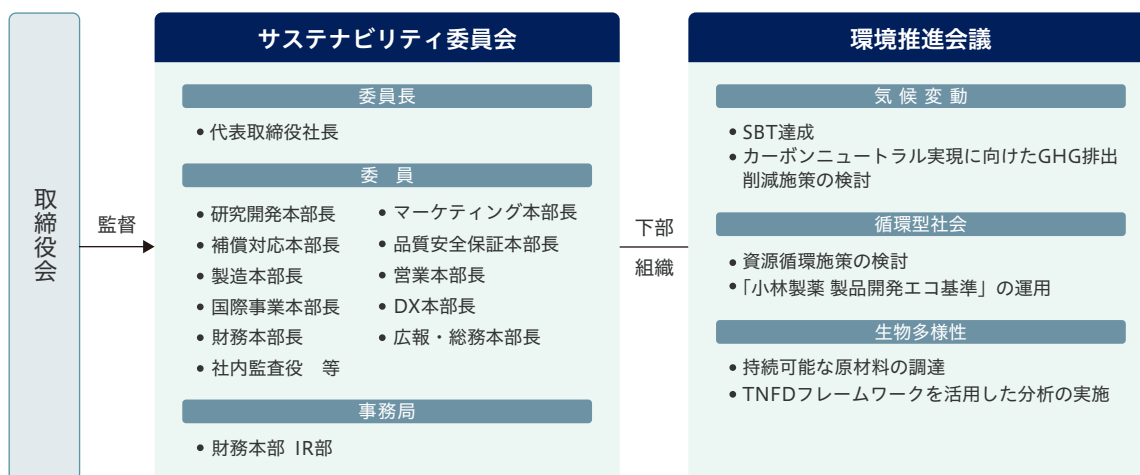 取締役会
監督
サステナビリティ委員会
委員長
• 代表取締役社長
委 員
• 研究開発本部長
• 補償対応本部長
• 製造本部長
• 国際事業本部長
• 財務本部長
• 社内監査役 等
• マーケティング本部長
• 品質安全保証本部長
• 営業本部長
• DX本部長
• 広報・総務本部長
事務局
• 財務本部 IR部
下部
組織
環境推進会議
気 候 変 動
• SBT達成
• カーボンニュートラル実現に向けたGHG排出
削減施策の検討
循環型社会
• 資源循環施策の検討
• 「小林製薬 製品開発エコ基準」の運用
生物多様性
• 持続可能な原材料の調達
• TNFDフレームワークを活用した分析の実施